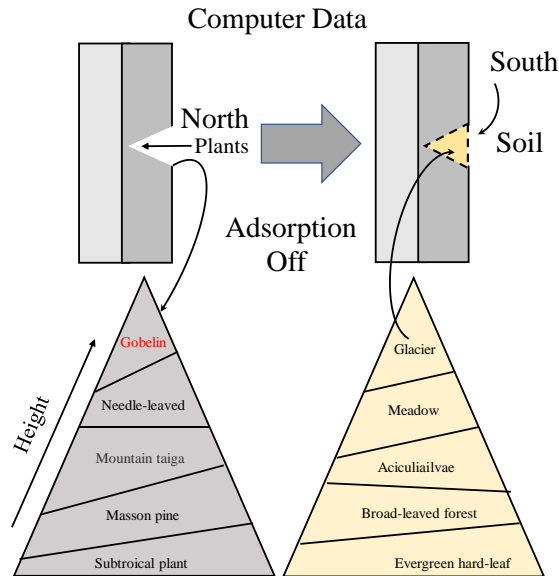 Computer Data
North
Plants
South
Soil
Adsorption
Off
Height
Gobelin
Needle-leaved
Mountain taiga
Masson pine
Subtroical plant
Glacier
Meadow
Aciculiailvae
Broad-leaved forest
Evergreen hard-leaf